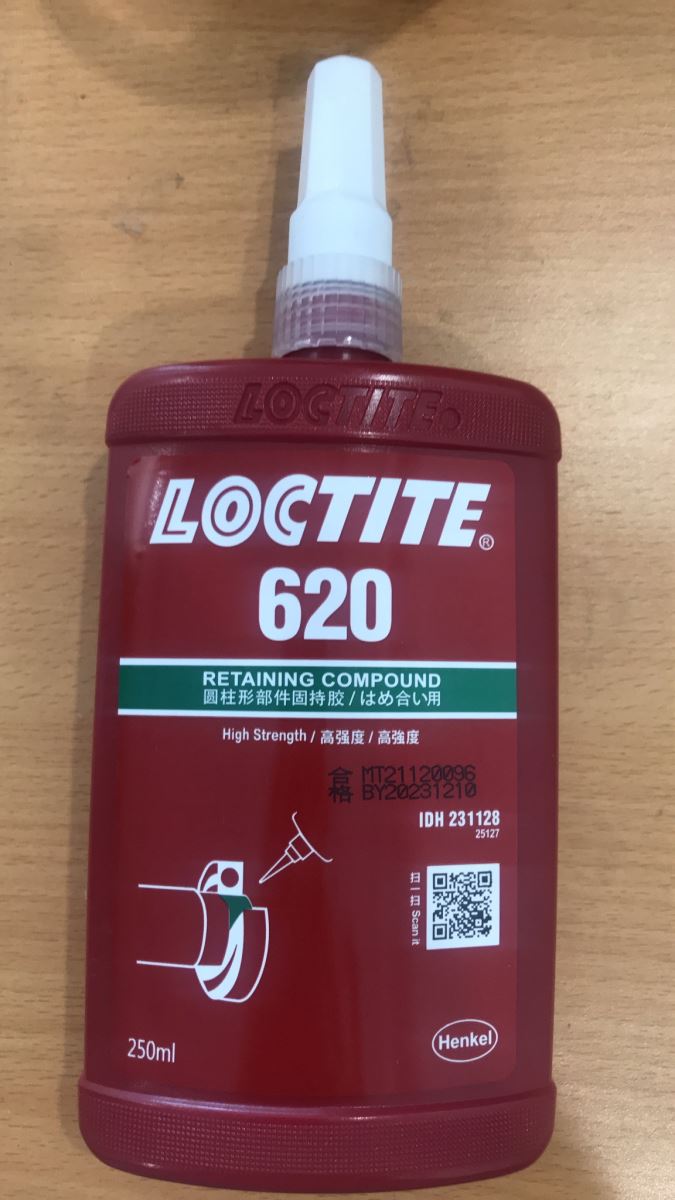 LOCTITE
LOCTITE®
620
RETAINING COMPOUND
圆柱形部件固持胶/はめ合い用
High Strength / 高强度 / 高強度
合格 MT21120096
BY20231210
IDH 231128
25127
扫一扫 Scan it
250ml
Henkel